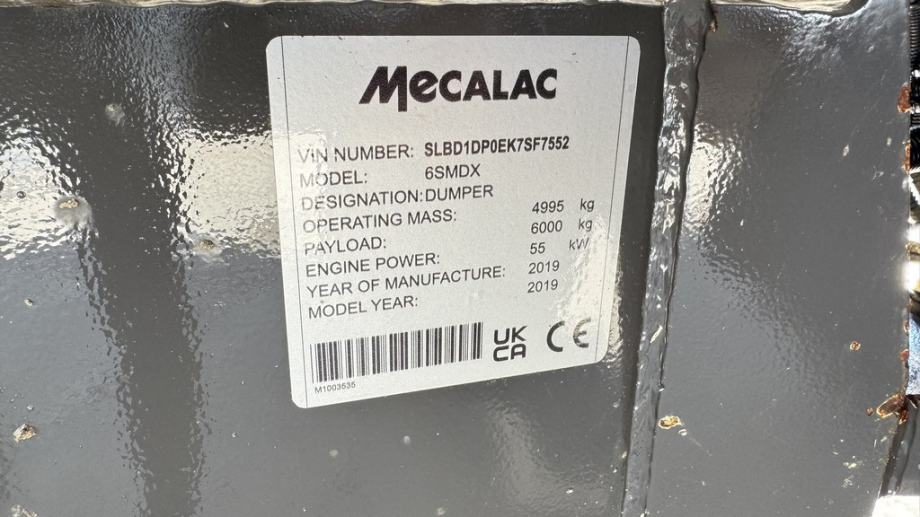 MeCALAC
VIN NUMBER: SLBD1DP0EK7SF7552
MODEL: 6SMDX
DESIGNATION: DUMPER
OPERATING MASS: 4995 kg
PAYLOAD: 6000 kg
ENGINE POWER: 55 kW
YEAR OF MANUFACTURE: 2019
MODEL YEAR: 2019
UK
CA CE
M1003535